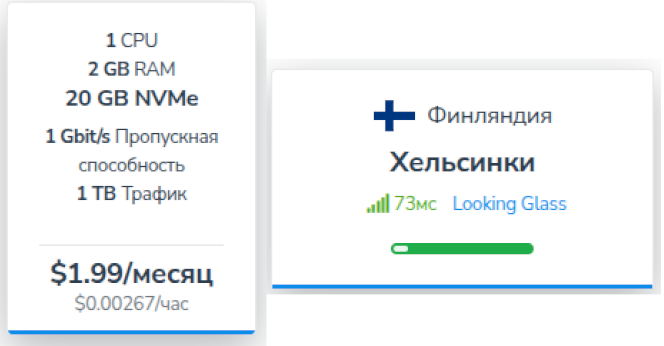 1 CPU
2 GB RAM
20 GB NVMe
1 Gbit/s Пропускная
способность
1 TB Трафик
$1.99/месяц
$0.00267/час
Финляндия
Хельсинки
73мс Looking Glass